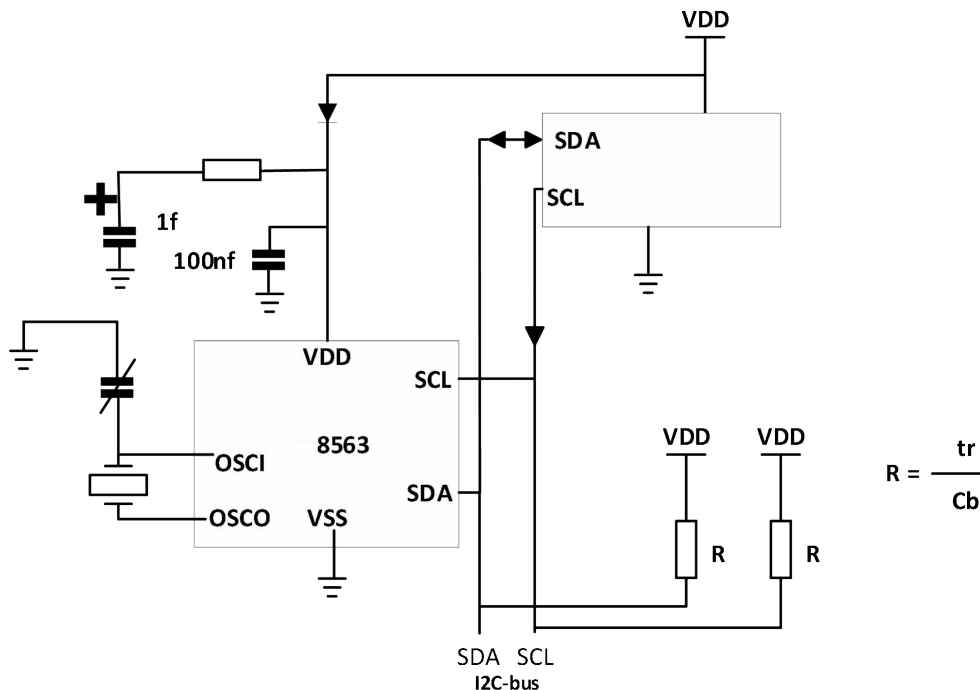 VDD
SDA
SCL
1f
100nf
VDD
SCL
8563
OSCI
SDA
OSCO
VSS
VDD
VDD
R
R
R = tr
Cb
SDA
SCL
I2C-bus